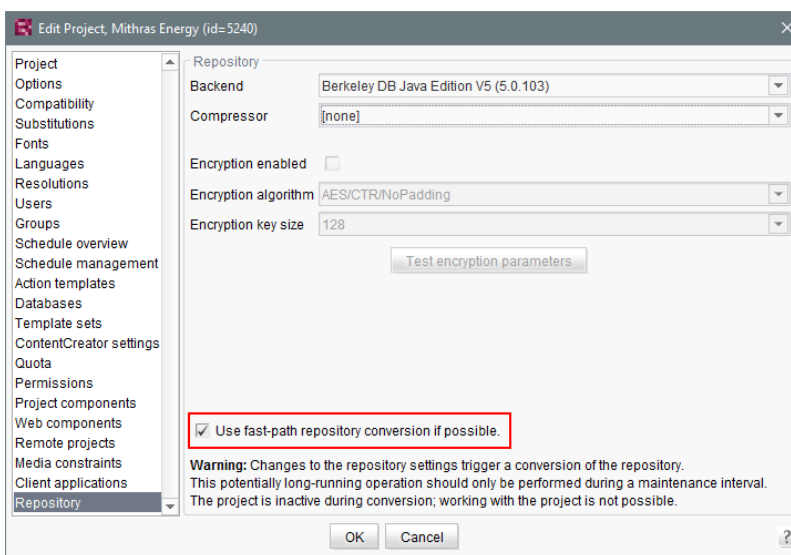 Edit Project, Mithras Energy (id=5240)
Project
Options
Compatibility
Substitutions
Fonts
Languages
Resolutions
Users
Groups
Schedule overview
Schedule management
Action templates
Databases
Template sets
ContentCreator settings
Quota
Permissions
Project components
Web components
Remote projects
Media constraints
Client applications
Repository
Repository
Backend Berkeley DB Java Edition V5 (5.0.103)
Compressor [none]
Encryption enabled
Encryption algorithm AES/CTR/NoPadding
Encryption key size 128
Test encryption parameters
Use fast-path repository conversion if possible.
Warning: Changes to the repository settings trigger a conversion of the repository.
This potentially long-running operation should only be performed during a maintenance interval.
The project is inactive during conversion; working with the project is not possible.
OK Cancel ?